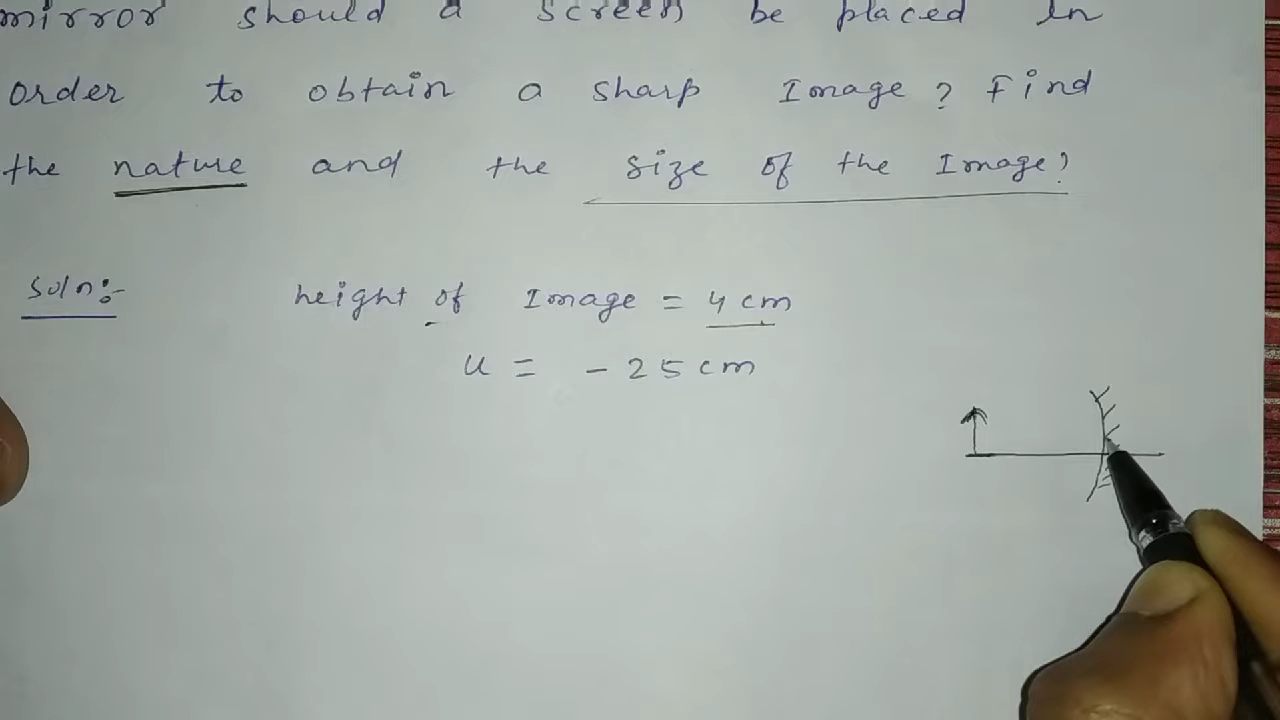 mirror should a screen be placed in
order to obtain a sharp Image? Find
the nature and the size of the Image?
Soln:-
height of Image = 4 cm
u = - 25 cm